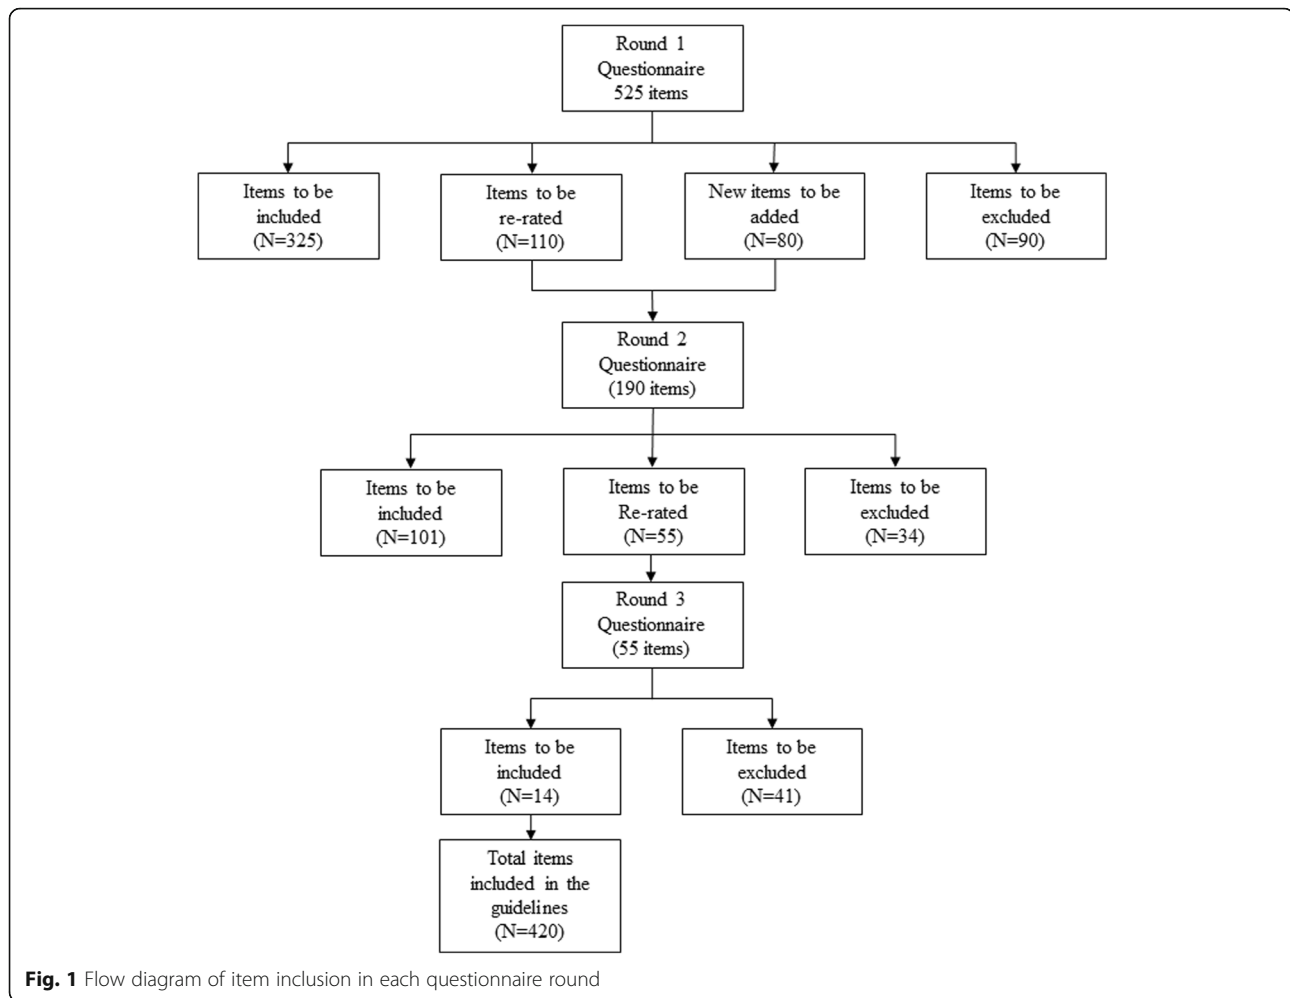 Round 1
Questionnaire
525 items
Items to be
included
(N=325)
Items to be
re-rated
(N=110)
New items to be
added
(N=80)
Items to be
excluded
(N=90)
Round 2
Questionnaire
(190 items)
Items to be
included
(N=101)
Items to be
Re-rated
(N=55)
Items to be
excluded
(N=34)
Round 3
Questionnaire
(55 items)
Items to be
included
(N=14)
Items to be
excluded
(N=41)
Total items
included in the
guidelines
(N=420)
Fig. 1 Flow diagram of item inclusion in each questionnaire round